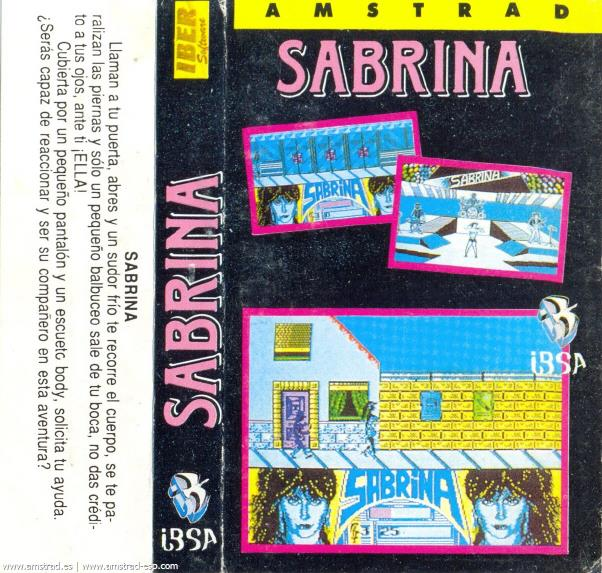 SABRINA
Llaman a tu puerta, abres y un sudor frío te recorre el cuerpo, se te pa-
ralizan las piernas y sólo un pequeño balbuceo sale de tu boca, no das crédi-
to a tus ojos, ante ti ¡ELLA!
Cubierta por un pequeño pantalón y un escueto body, solicita tu ayuda.
¿Serás capaz de reaccionar y ser su compañero en esta aventura?
IBER
Software
SABRINA
iBSA
AMSTRAD
SABRINA
SABRINA
SABRINA
iBSA
SABRINA
25
www.amstrad.es | www.amstrad-esp.com